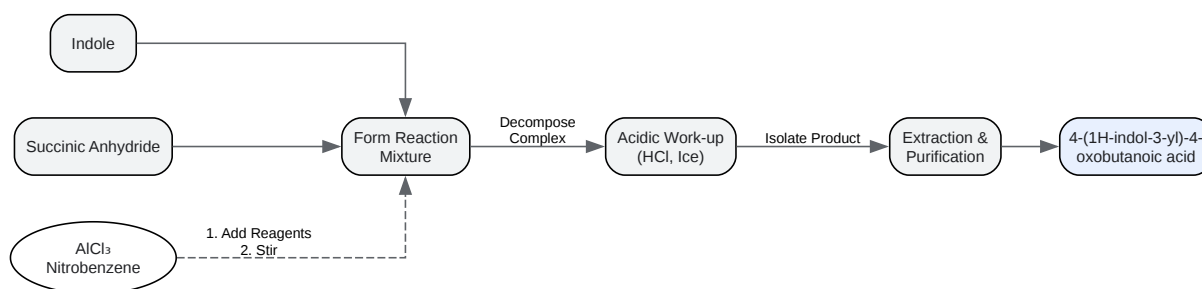 Indole
Succinic Anhydride
AlCl₃
Nitrobenzene
1. Add Reagents
2. Stir
Form Reaction
Mixture
Decompose
Complex
Acidic Work-up
(HCl, Ice)
Isolate Product
Extraction &
Purification
4-(1H-indol-3-yl)-4-
oxobutanoic acid